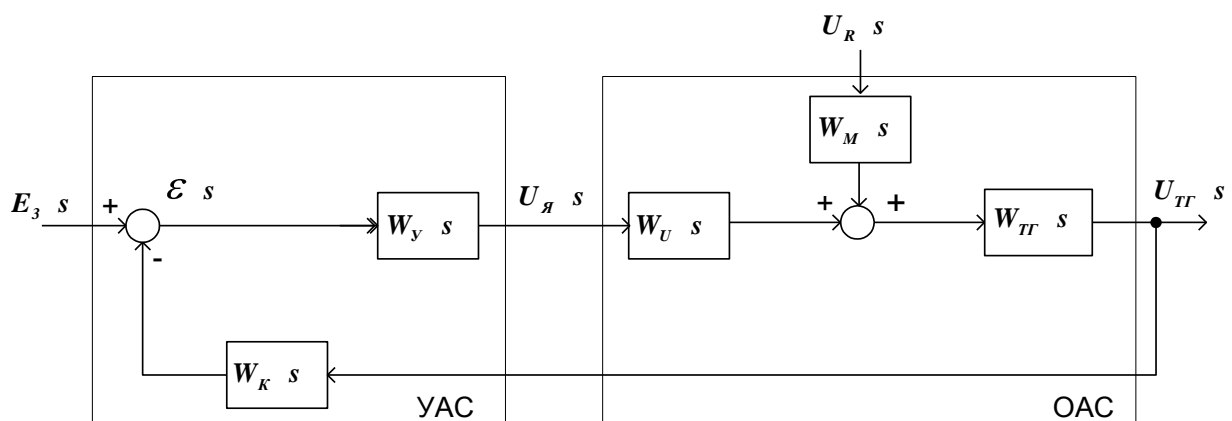 U_R s
W_M s
E_З s
+
ε s
W_У s
U_Я s
W_U s
+
+
W_ТГ s
U_ТГ s
-
W_К s
УАС
ОАС